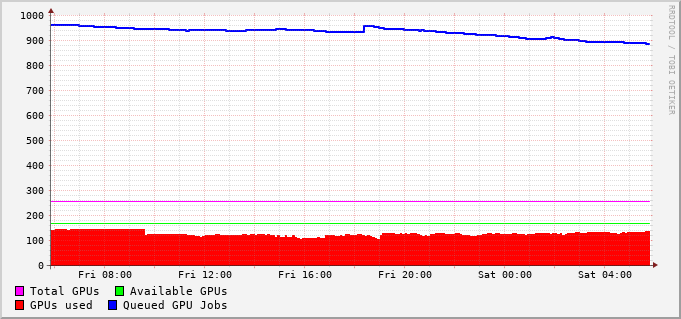 RRDTOOL / TOBI OETIKER
1000
900
800
700
600
500
400
300
200
100
0
Fri 08:00 Fri 12:00 Fri 16:00 Fri 20:00 Sat 00:00 Sat 04:00
Total GPUs Available GPUs
GPUs used Queued GPU Jobs